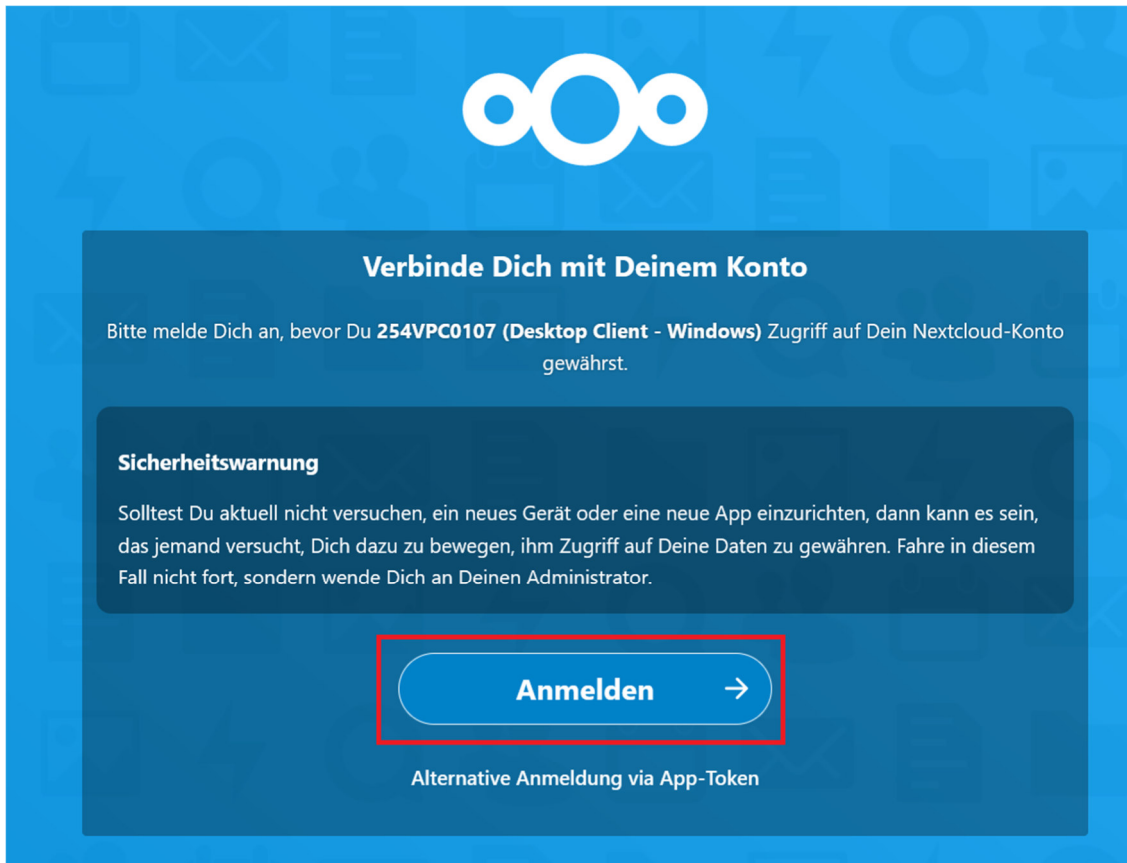 Verbinde Dich mit Deinem Konto
Bitte melde Dich an, bevor Du 254VPC0107 (Desktop Client - Windows) Zugriff auf Dein Nextcloud-Konto
gewährst.
Sicherheitswarnung
Solltest Du aktuell nicht versuchen, ein neues Gerät oder eine neue App einzurichten, dann kann es sein,
das jemand versucht, Dich dazu zu bewegen, ihm Zugriff auf Deine Daten zu gewähren. Fahre in diesem
Fall nicht fort, sondern wende Dich an Deinen Administrator.
Anmelden
Alternative Anmeldung via App-Token